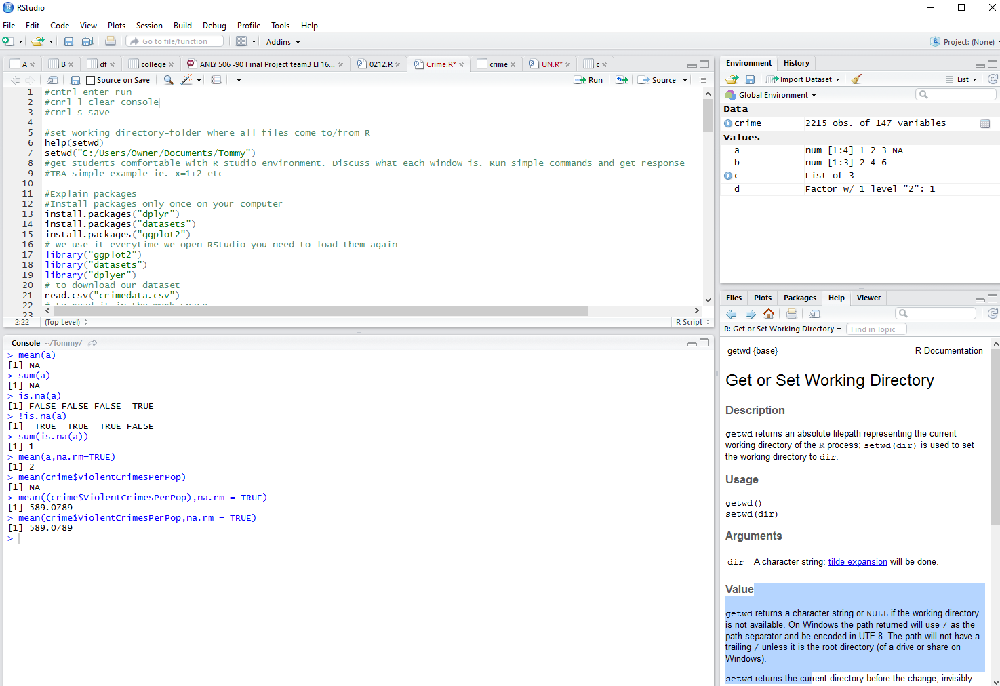 RStudio
File Edit Code View Plots Session Build Debug Profile Tools Help
Go to file/function Addins Project: (None)
A B df college ANLY 506 -90 Final Project team3 LF16... 0212.R Crime.R* crime UN.R* c
Source on Save Run Source
1 #cntrl enter run
2 #cnrl l clear console
3 #cnrl s save
4
5 #set working directory-folder where all files come to/from R
6 help(setwd)
7 setwd("C:/Users/Owner/Documents/Tommy")
8 #get students comfortable with R studio environment. Discuss what each window is. Run simple commands and get response
9 #TBA-simple example ie. x=1+2 etc
10
11 #Explain packages
12 #Install packages only once on your computer
13 install.packages("dplyr")
14 install.packages("datasets")
15 install.packages("ggplot2")
16 # we use it everytime we open RStudio you need to load them again
17 library("ggplot2")
18 library("datasets")
19 library("dplyer")
20 # to download our dataset
21 read.csv("crimedata.csv")
22 # to read it in the work space
23
2:22 (Top Level) R Script
Console ~/Tommy/
> mean(a)
[1] NA
> sum(a)
[1] NA
> is.na(a)
[1] FALSE FALSE FALSE  TRUE
> !is.na(a)
[1]  TRUE  TRUE  TRUE FALSE
> sum(is.na(a))
[1] 1
> mean(a,na.rm=TRUE)
[1] 2
> mean(crime$ViolentCrimesPerPop)
[1] NA
> mean((crime$ViolentCrimesPerPop),na.rm = TRUE)
[1] 589.0789
> mean(crime$ViolentCrimesPerPop,na.rm = TRUE)
[1] 589.0789
>
Environment History
Import Dataset List
Global Environment
Data
crime 2215 obs. of 147 variables
Values
a num [1:4] 1 2 3 NA
b num [1:3] 2 4 6
c List of 3
d Factor w/ 1 level "2": 1
Files Plots Packages Help Viewer
R: Get or Set Working Directory Find in Topic
getwd {base} R Documentation
Get or Set Working Directory
Description
getwd returns an absolute filepath representing the current
working directory of the R process; setwd(dir) is used to set
the working directory to dir.
Usage
getwd()
setwd(dir)
Arguments
dir A character string: tilde expansion will be done.
Value
getwd returns a character string or NULL if the working directory
is not available. On Windows the path returned will use / as the
path separator and be encoded in UTF-8. The path will not have a
trailing / unless it is the root directory (of a drive or share on
Windows).
setwd returns the current directory before the change, invisibly